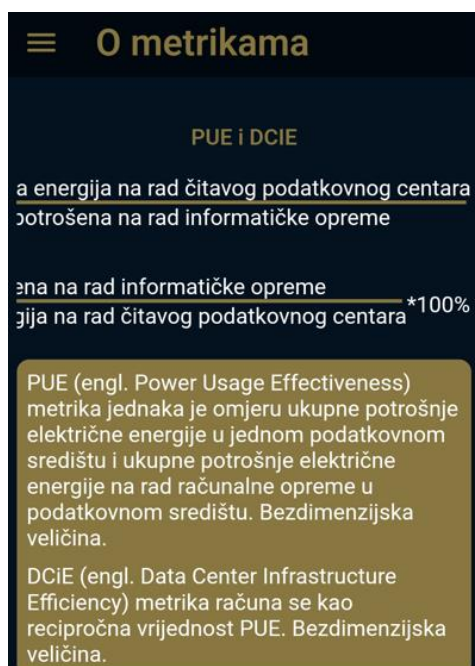 O metrikama
PUE i DCIE
a energija na rad čitavog podatkovnog centara
potrošena na rad informatičke opreme
ena na rad informatičke opreme
*100%
gija na rad čitavog podatkovnog centara
PUE (engl. Power Usage Effectiveness)
metrika jednaka je omjeru ukupne potrošnje
električne energije u jednom podatkovnom
središtu i ukupne potrošnje električne
energije na rad računalne opreme u
podatkovnom središtu. Bezdimenzijska
veličina.
DCiE (engl. Data Center Infrastructure
Efficiency) metrika računa se kao
recipročna vrijednost PUE. Bezdimenzijska
veličina.